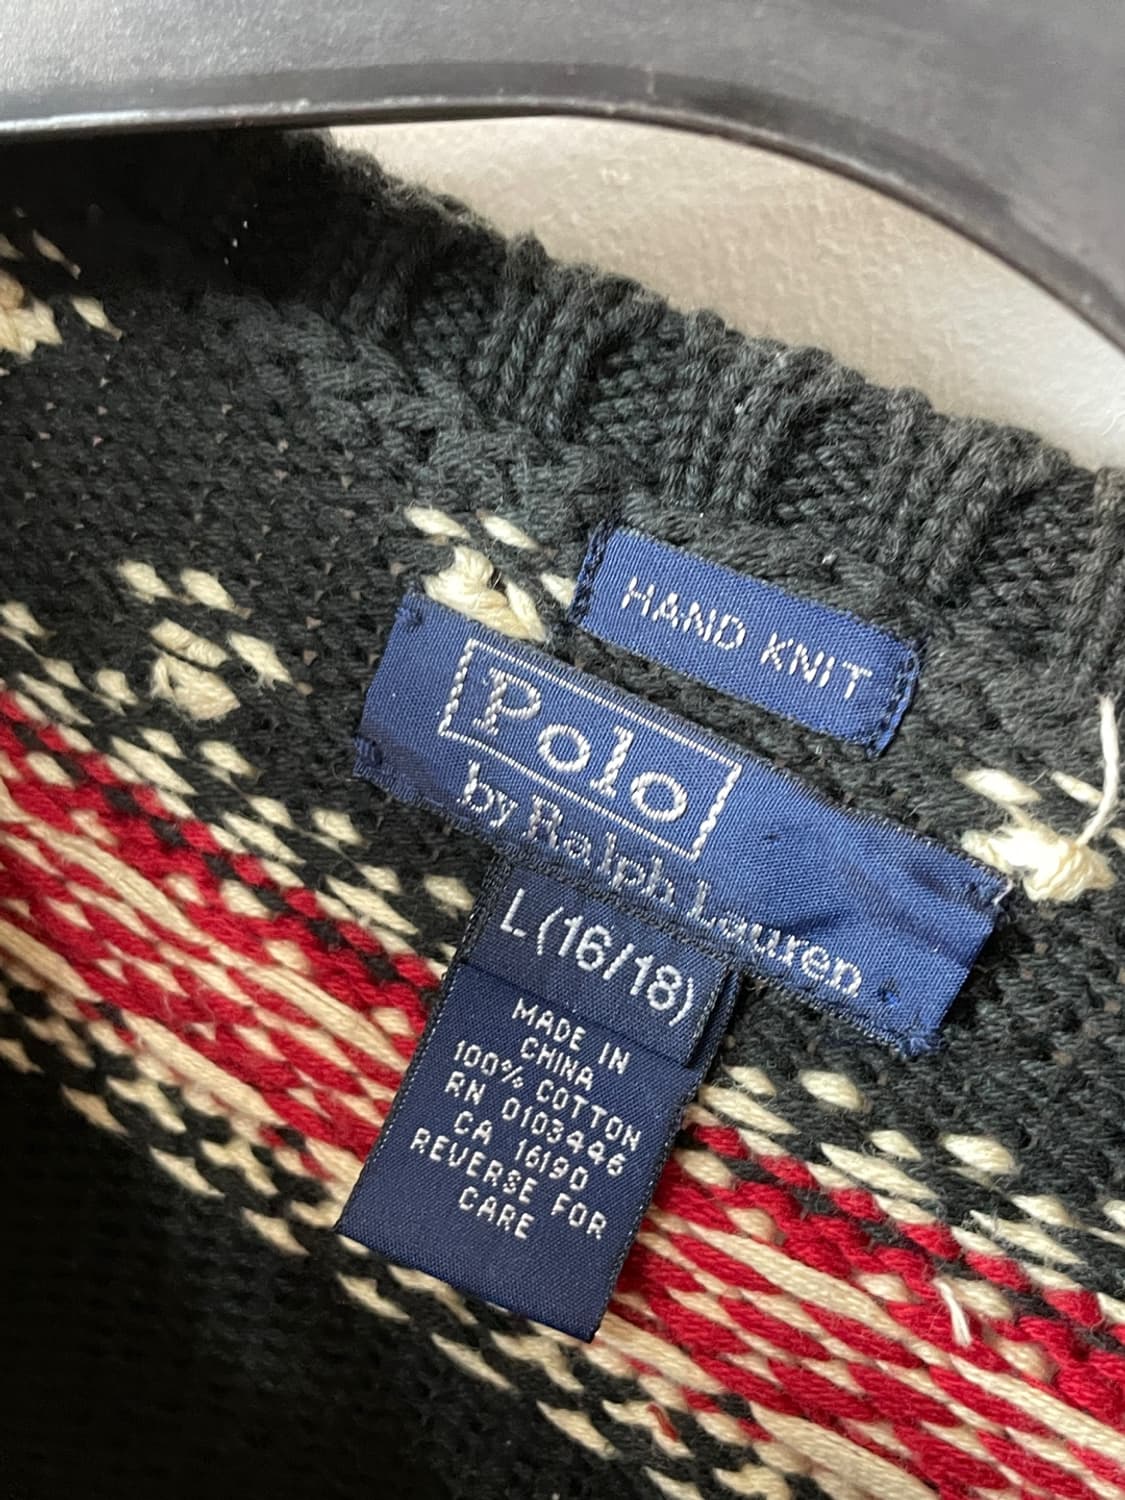 HAND KNIT
Polo
by Ralph Lauren
L (16/18)
MADE IN
CHINA
100% COTTON
RN 0103446
CA 16190
REVERSE FOR
CARE